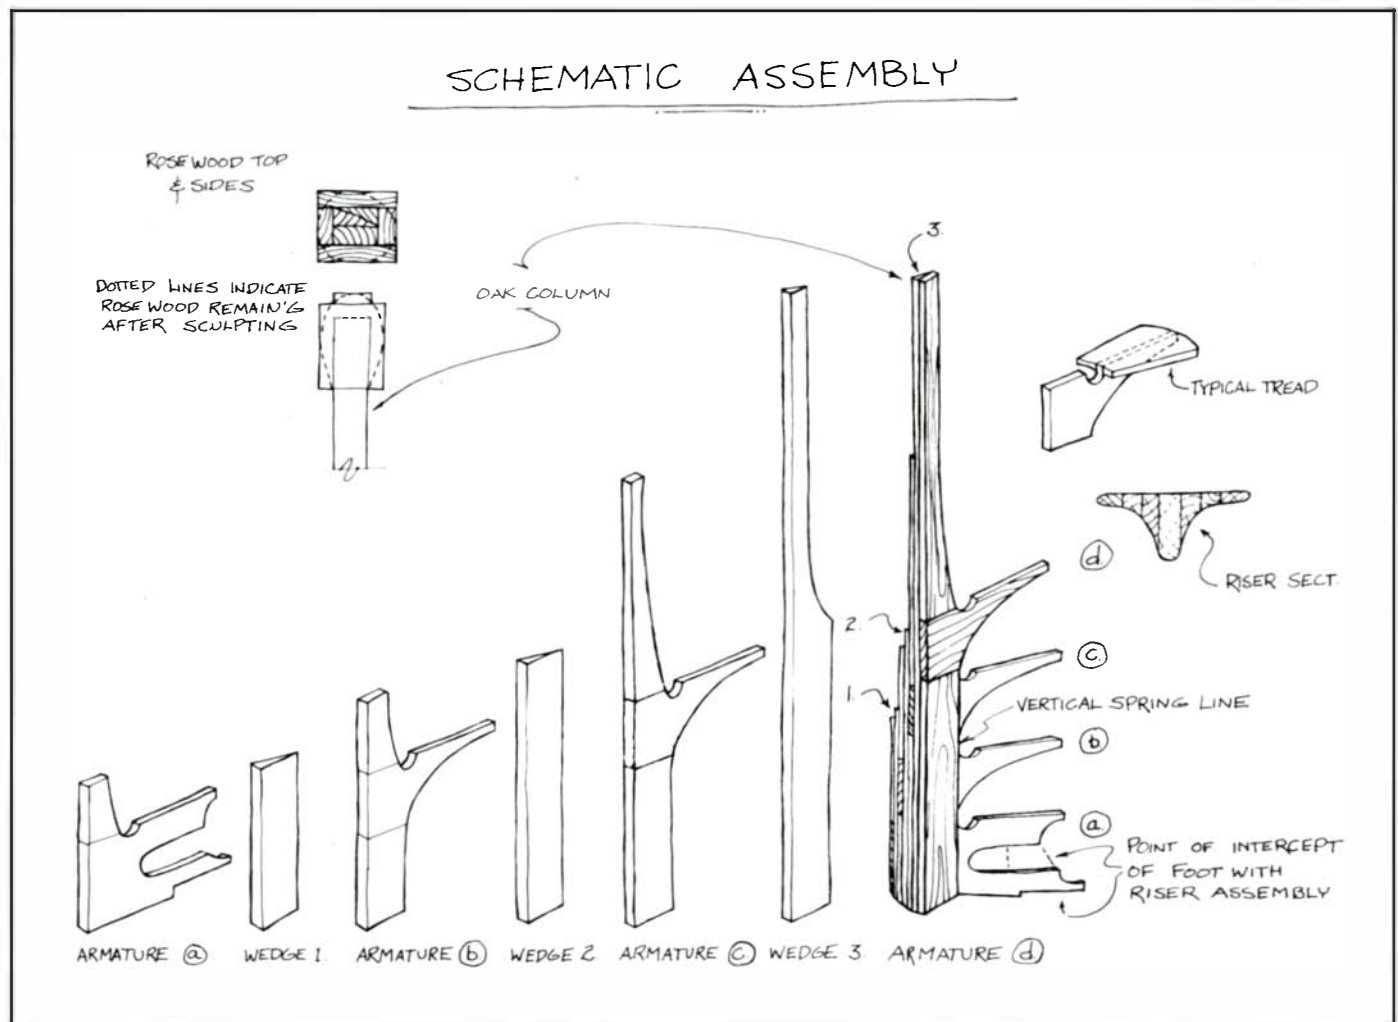 SCHEMATIC ASSEMBLY
ROSEWOOD TOP
& SIDES
DOTTED LINES INDICATE
ROSEWOOD REMAIN'G
AFTER SCULPTING
OAK COLUMN
3.
TYPICAL TREAD
d
RISER SECT.
2.
c.
1.
VERTICAL SPRING LINE
b
a
POINT OF INTERCEPT
OF FOOT WITH
RISER ASSEMBLY
ARMATURE a WEDGE 1. ARMATURE b WEDGE 2. ARMATURE c WEDGE 3. ARMATURE d